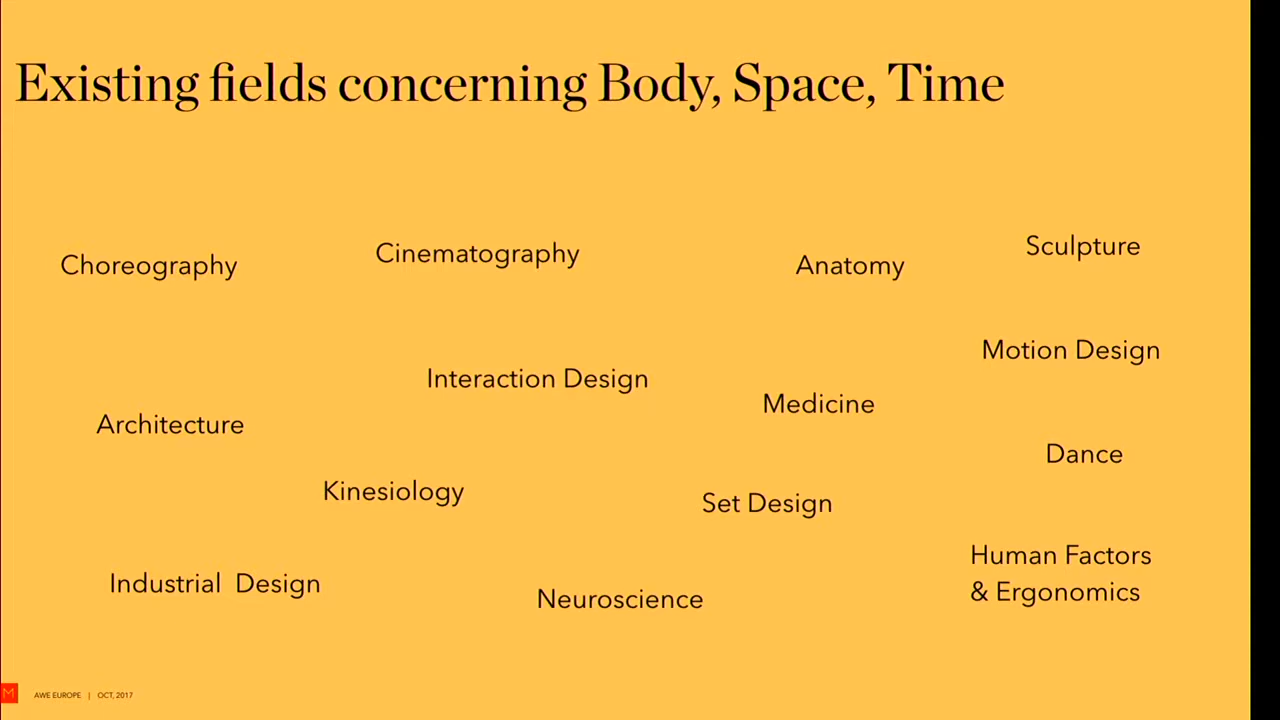 Existing fields concerning Body, Space, Time
Choreography
Cinematography
Anatomy
Sculpture
Motion Design
Interaction Design
Medicine
Architecture
Dance
Kinesiology
Set Design
Human Factors
& Ergonomics
Industrial Design
Neuroscience
M
AWE EUROPE | OCT, 2017